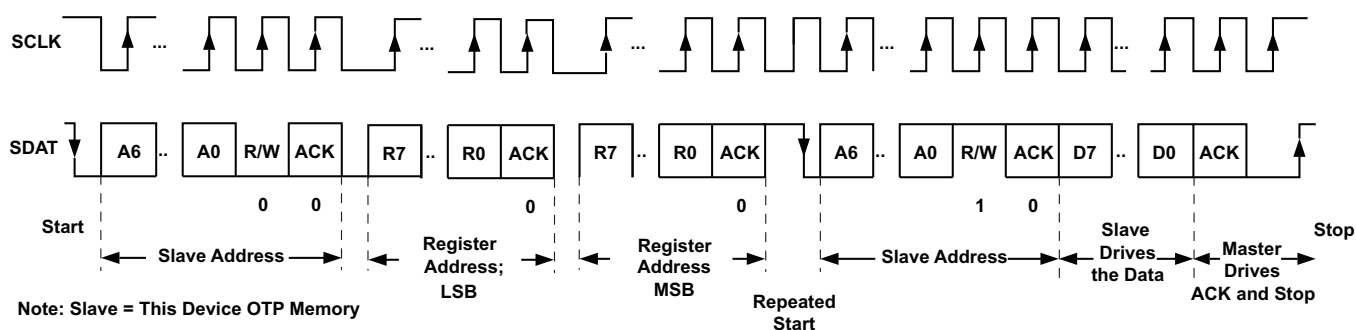 SCLK ... ... ... ... ...
SDAT A6 .. A0 R/W ACK R7 .. R0 ACK R7 .. R0 ACK A6 .. A0 R/W ACK D7 .. D0 ACK
0 0 0 0 1 0
Start
Slave Address
Register
Address;
LSB
Register
Address
MSB
Repeated
Start
Slave Address
Slave
Drives
the Data
Master
Drives
ACK and Stop
Stop
Note: Slave = This Device OTP Memory